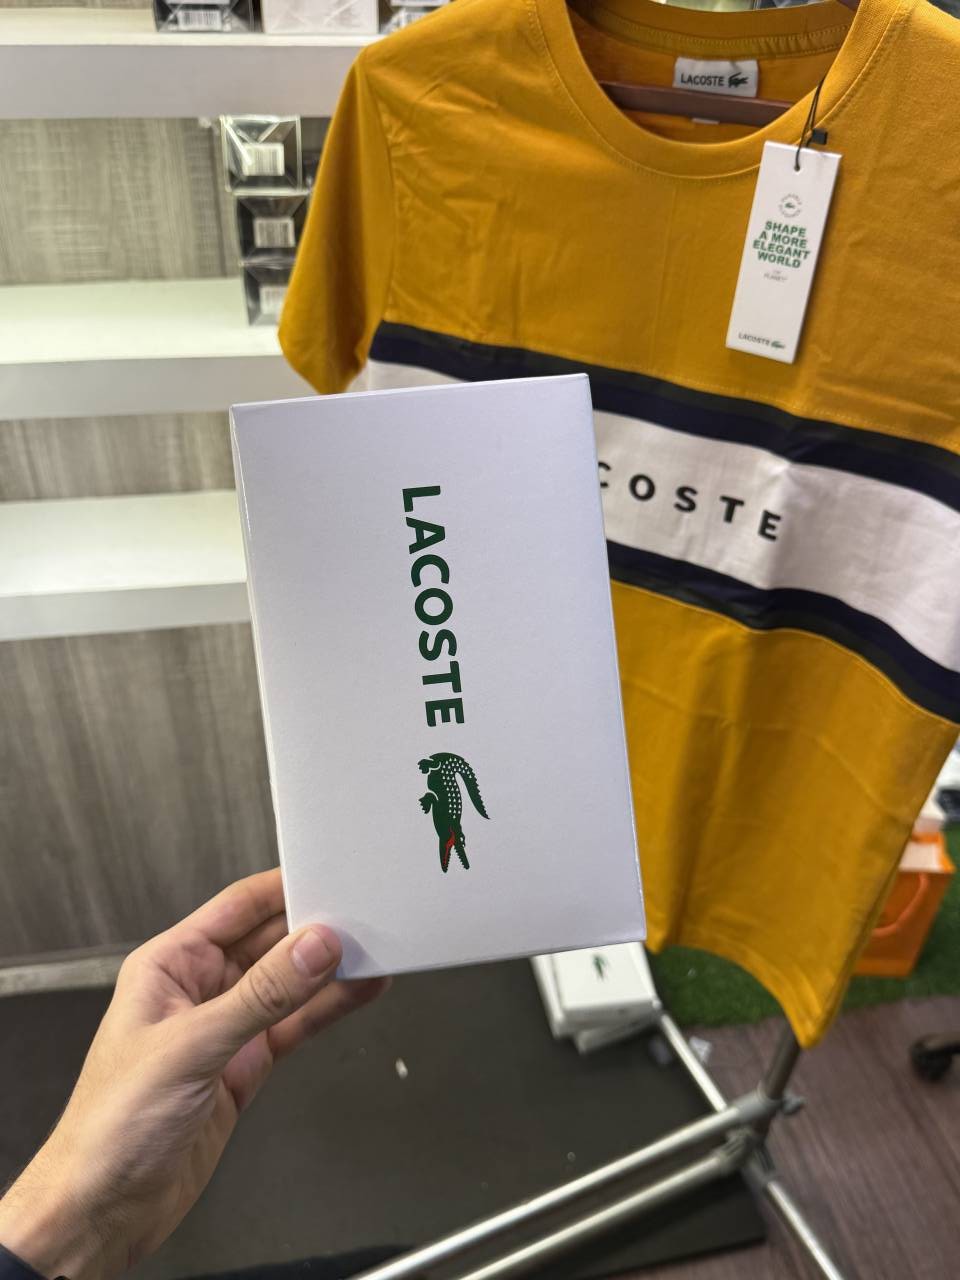 LACOSTE
SHAPE
A MORE
ELEGANT
WORLD
LACOSTE
COSTE
LACOSTE